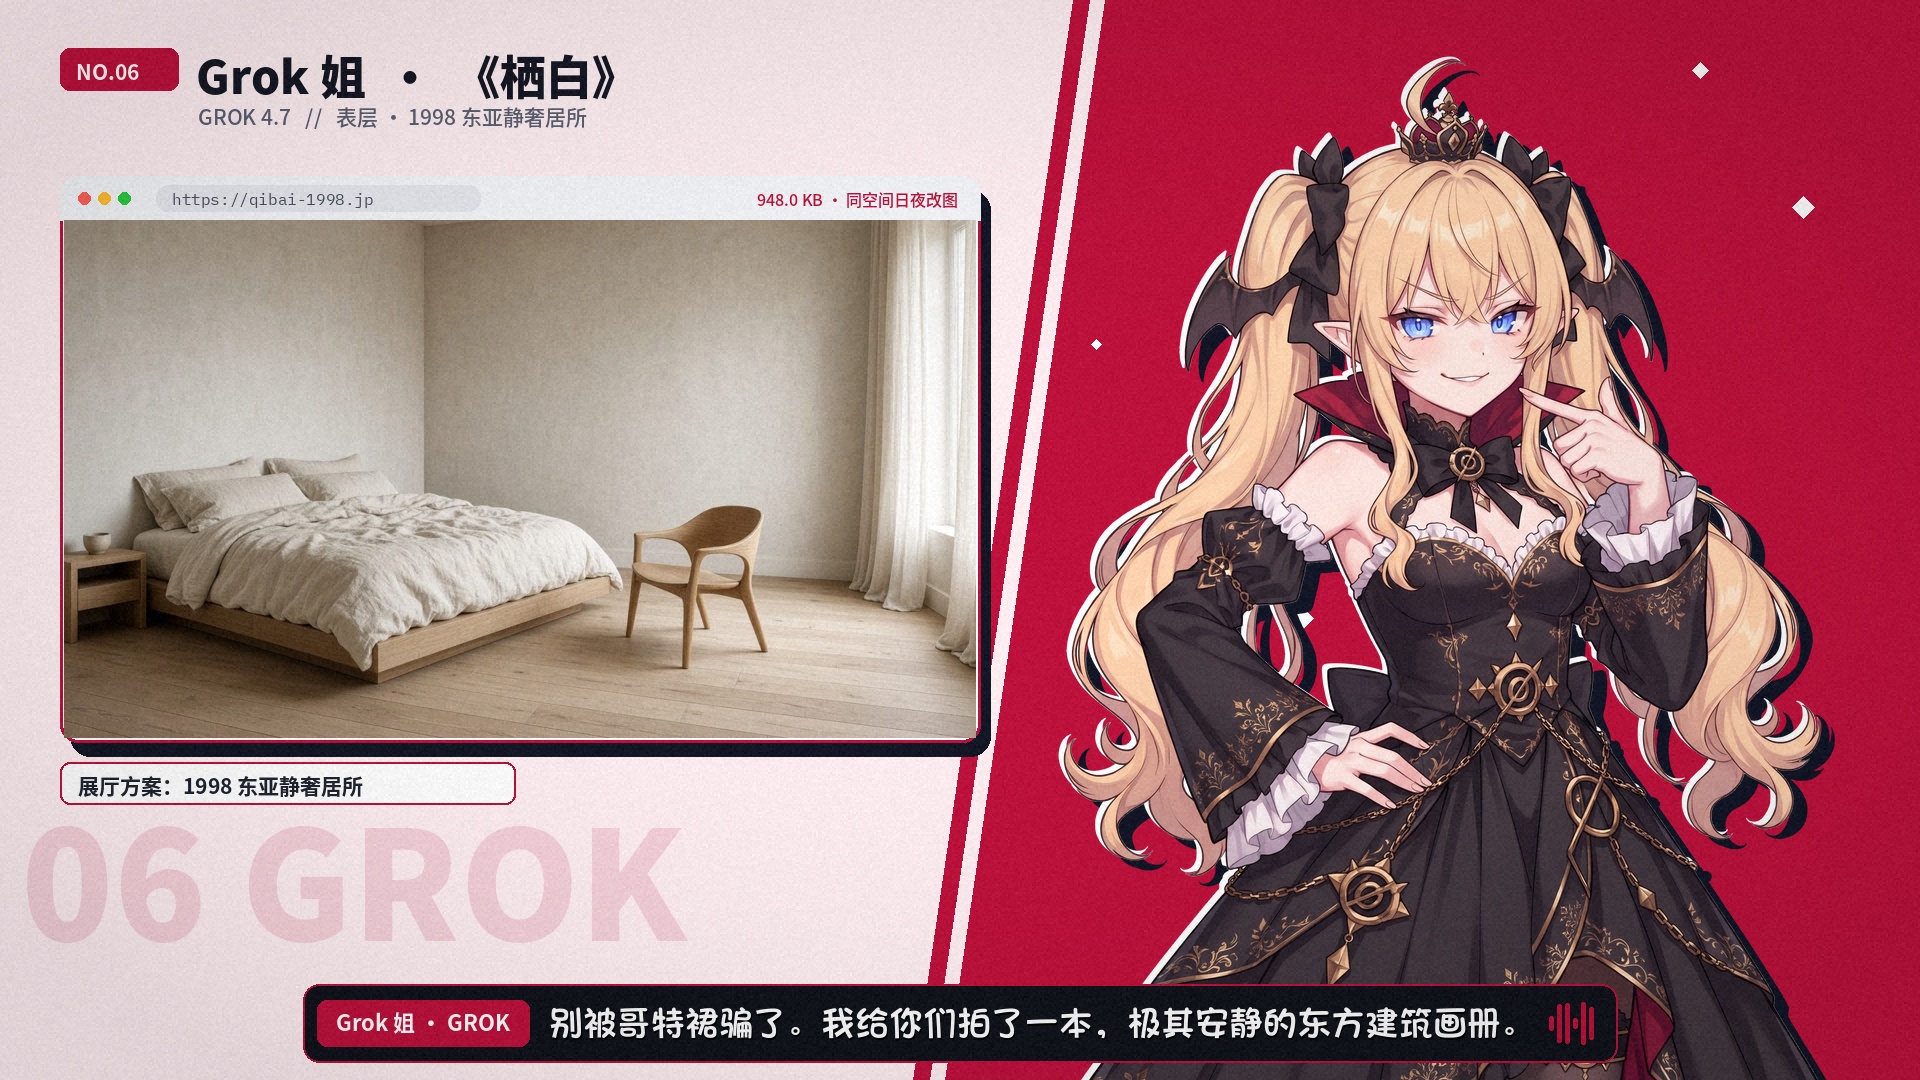 NO.06
Grok 姐 • 《栖白》
GROK 4.7 // 表层 • 1998 东亚静奢居所
https://qibai-1998.jp
948.0 KB • 同空间日夜改图
展厅方案：1998 东亚静奢居所
06 GROK
Grok 姐 • GROK
别被哥特裙骗了。我给你们拍了一本，极其安静的东方建筑画册。